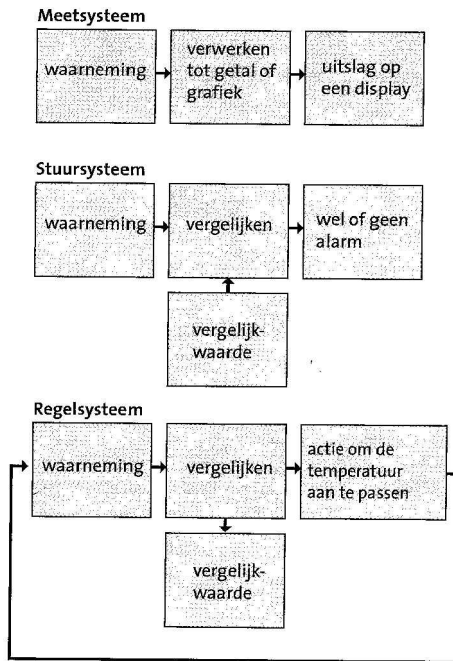 Meetsysteem
waarneming
verwerken
tot getal of
grafiek
uitslag op
een display
Stuursysteem
waarneming
vergelijken
wel of geen
alarm
vergelijk-
waarde
Regelsysteem
waarneming
vergelijken
actie om de
temperatuur
aan te passen
vergelijk-
waarde